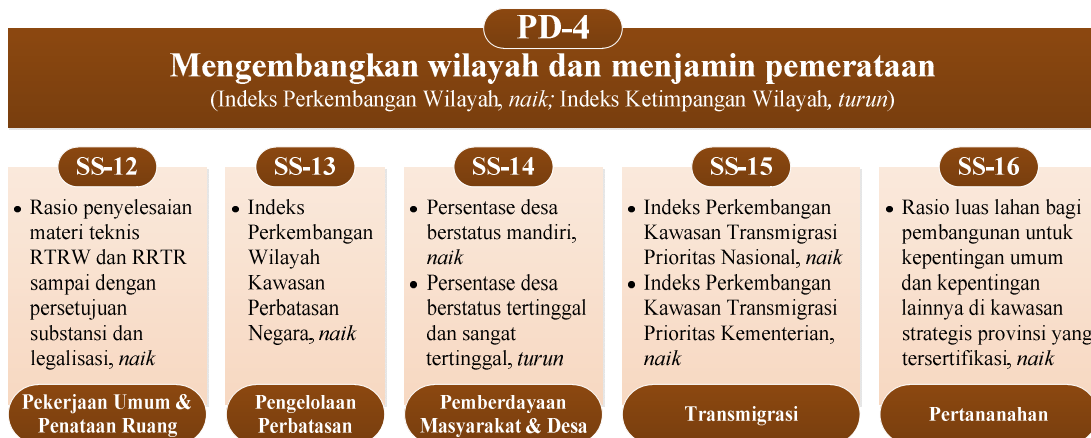 PD-4
Mengembangkan wilayah dan menjamin pemerataan
(Indeks Perkembangan Wilayah, naik; Indeks Ketimpangan Wilayah, turun)
SS-12
• Rasio penyelesaian
materi teknis
RTRW dan RRTR
sampai dengan
persetujuan
substansi dan
legalisasi, naik
Pekerjaan Umum &
Penataan Ruang
SS-13
• Indeks
Perkembangan
Wilayah
Kawasan
Perbatasan
Negara, naik
Pengelolaan
Perbatasan
SS-14
• Persentase desa
berstatus mandiri,
naik
• Persentase desa
berstatus tertinggal
dan sangat
tertinggal, turun
Pemberdayaan
Masyarakat & Desa
SS-15
• Indeks Perkembangan
Kawasan Transmigrasi
Prioritas Nasional, naik
• Indeks Perkembangan
Kawasan Transmigrasi
Prioritas Kementerian,
naik
Transmigrasi
SS-16
• Rasio luas lahan bagi
pembangunan untuk
kepentingan umum
dan kepentingan
lainnya di kawasan
strategis provinsi yang
tersertifikasi, naik
Pertananahan